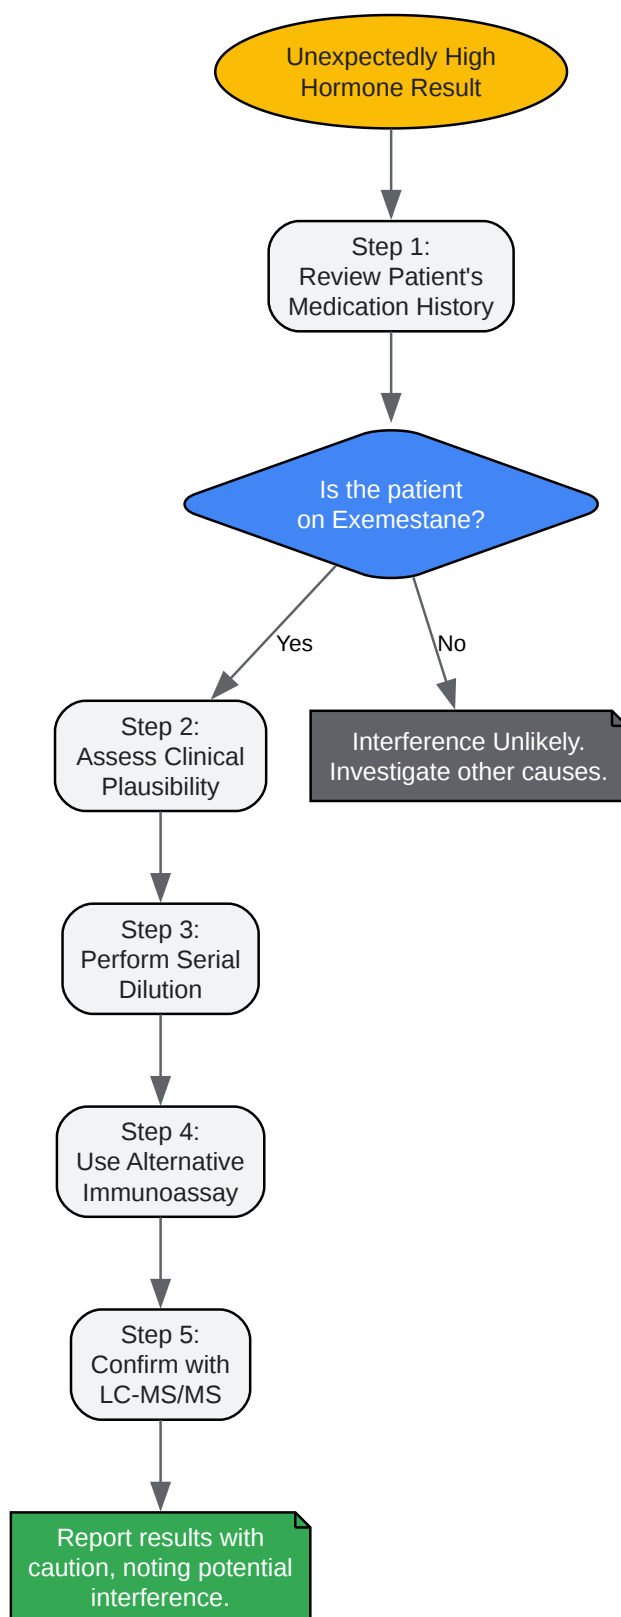 Unexpectedly High
Hormone Result
Step 1:
Review Patient's
Medication History
Is the patient
on Exemestane?
Yes
No
Step 2:
Assess Clinical
Plausibility
Interference Unlikely.
Investigate other causes.
Step 3:
Perform Serial
Dilution
Step 4:
Use Alternative
Immunoassay
Step 5:
Confirm with
LC-MS/MS
Report results with
caution, noting potential
interference.